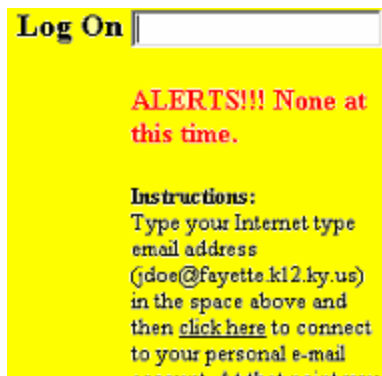 Log On
ALERTS!!! None at
this time.
Instructions:
Type your Internet type
email address
(jdoe@fayette.k12.ky.us)
in the space above and
then click here to connect
to your personal e-mail